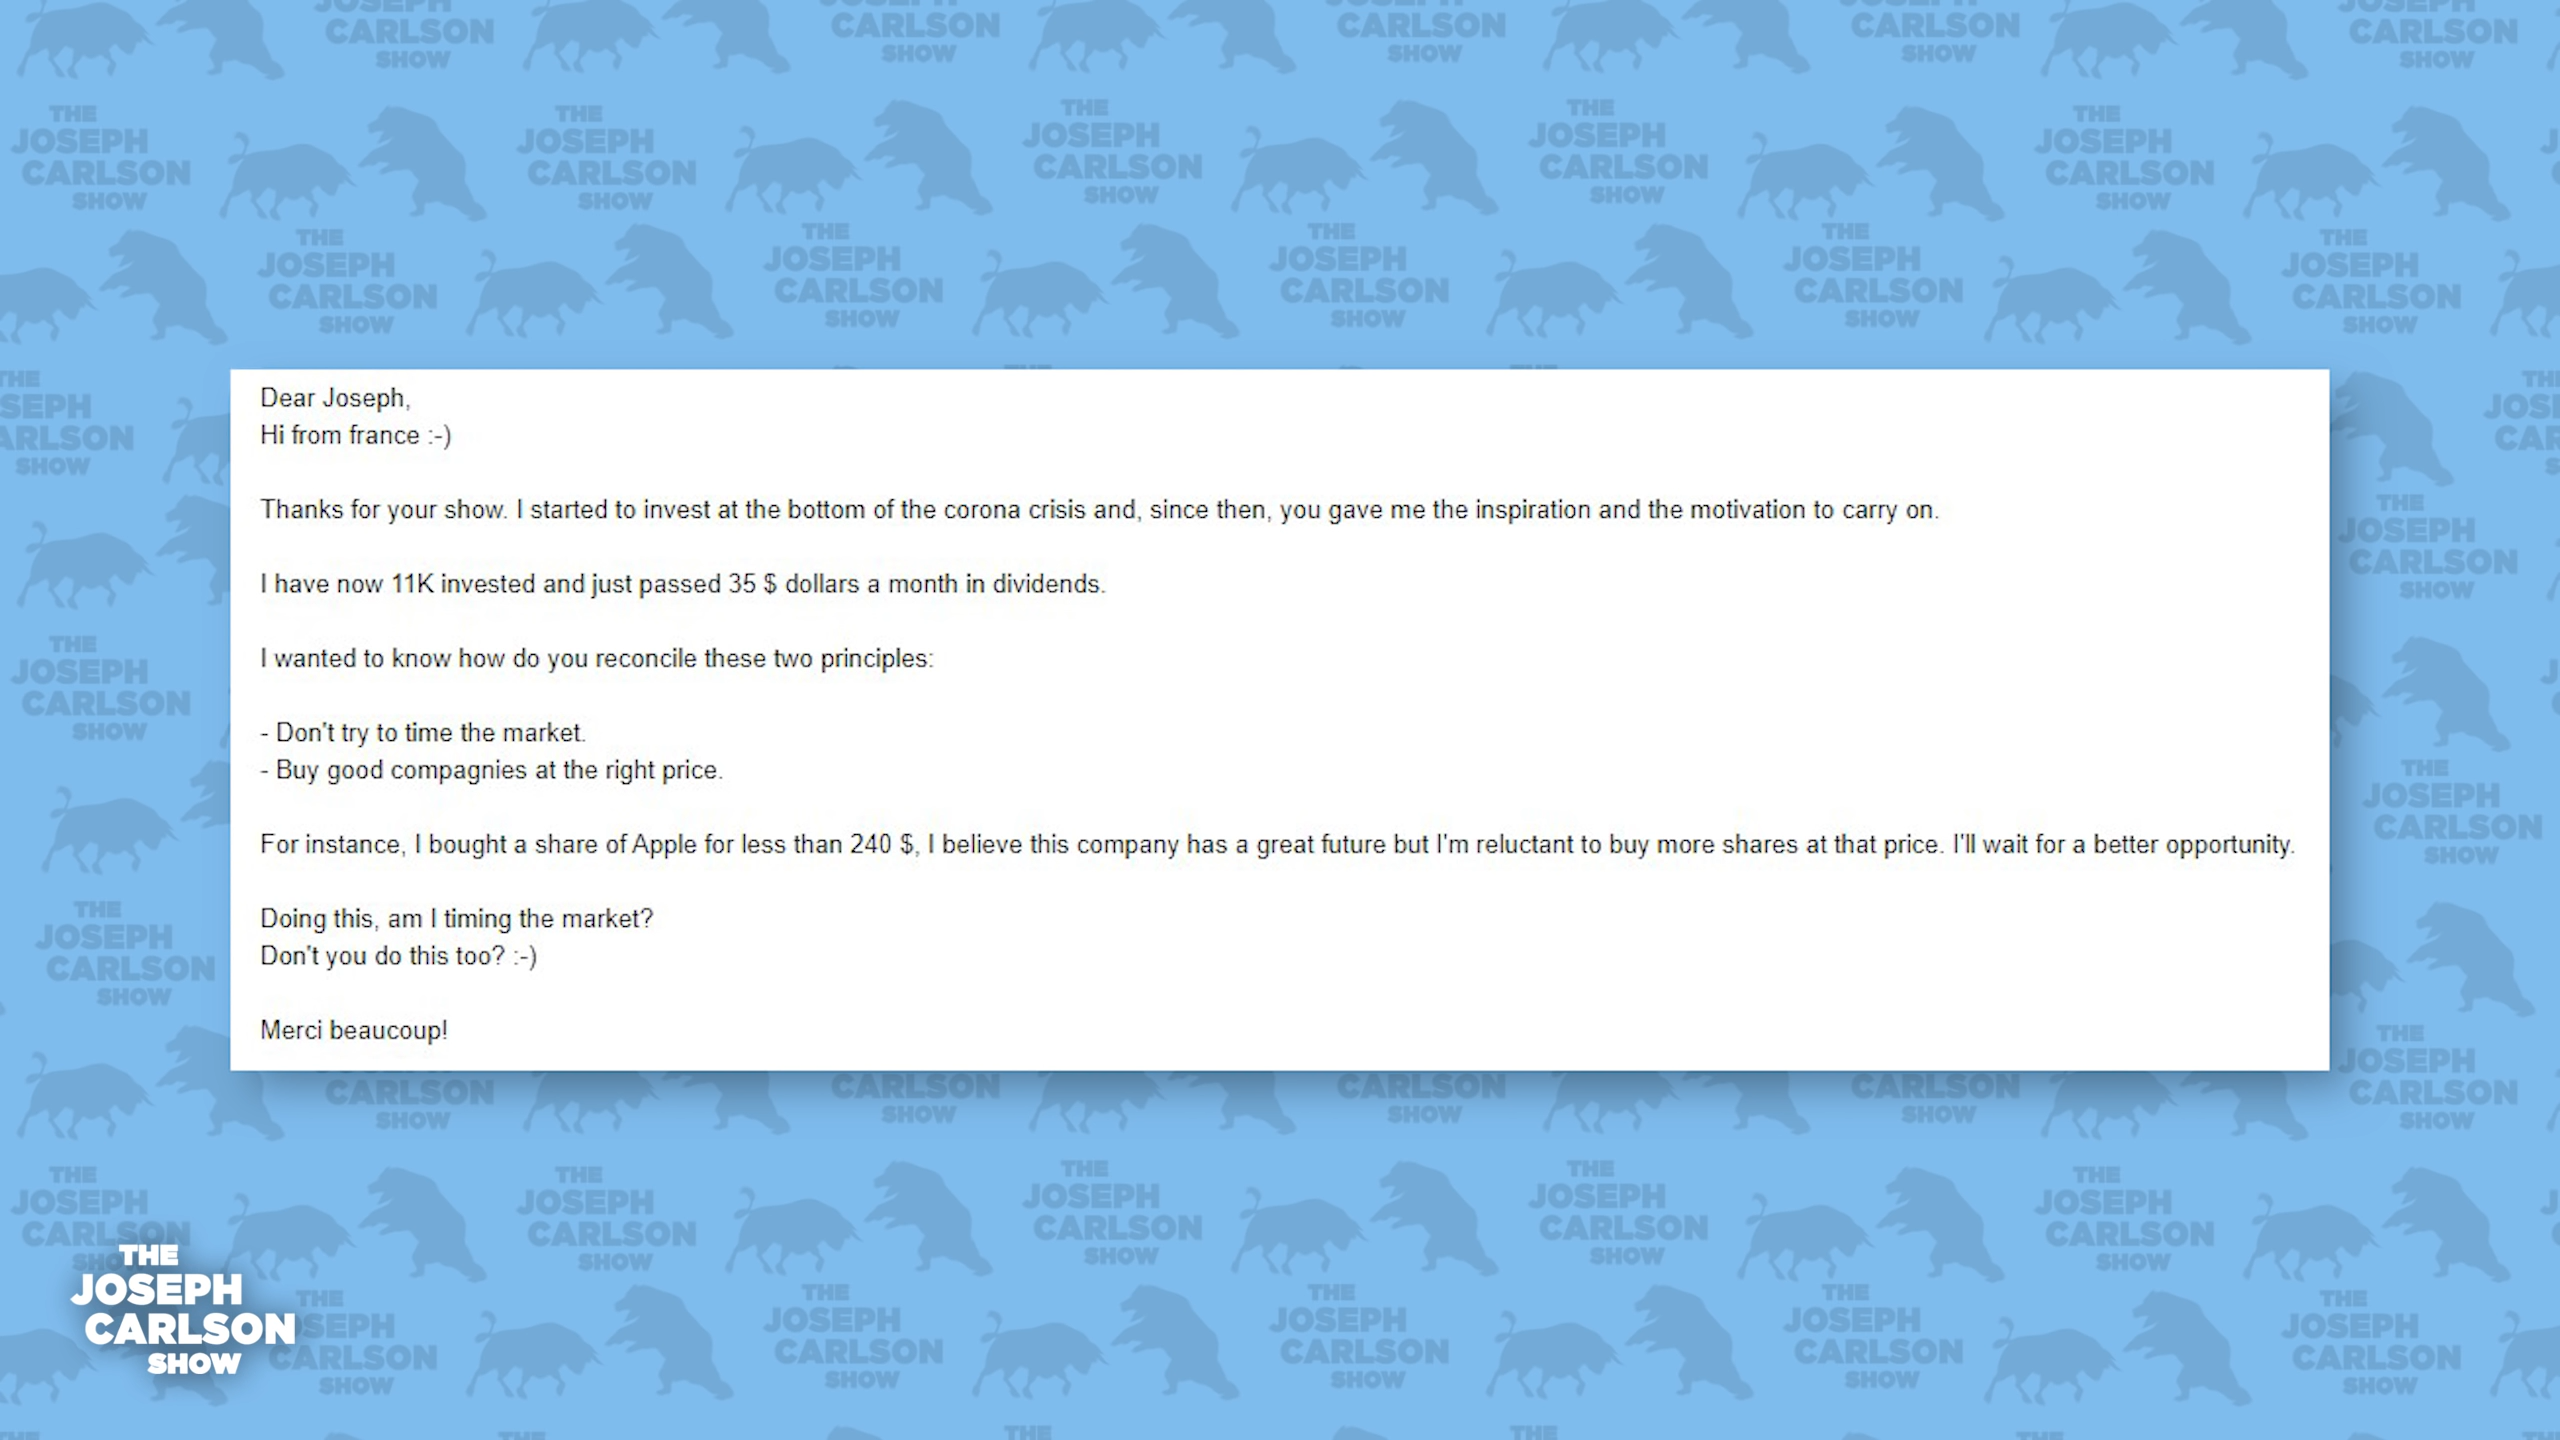 Dear Joseph,
Hi from france :-)
Thanks for your show. I started to invest at the bottom of the corona crisis and, since then, you gave me the inspiration and the motivation to carry on.
I have now 11K invested and just passed 35 $ dollars a month in dividends.
I wanted to know how do you reconcile these two principles:
- Don't try to time the market.
- Buy good compagnies at the right price.
For instance, I bought a share of Apple for less than 240 $, I believe this company has a great future but I'm reluctant to buy more shares at that price. I'll wait for a better opportunity.
Doing this, am I timing the market?
Don't you do this too? :-)
Merci beaucoup!
THE
JOSEPH
CARLSON
SHOW